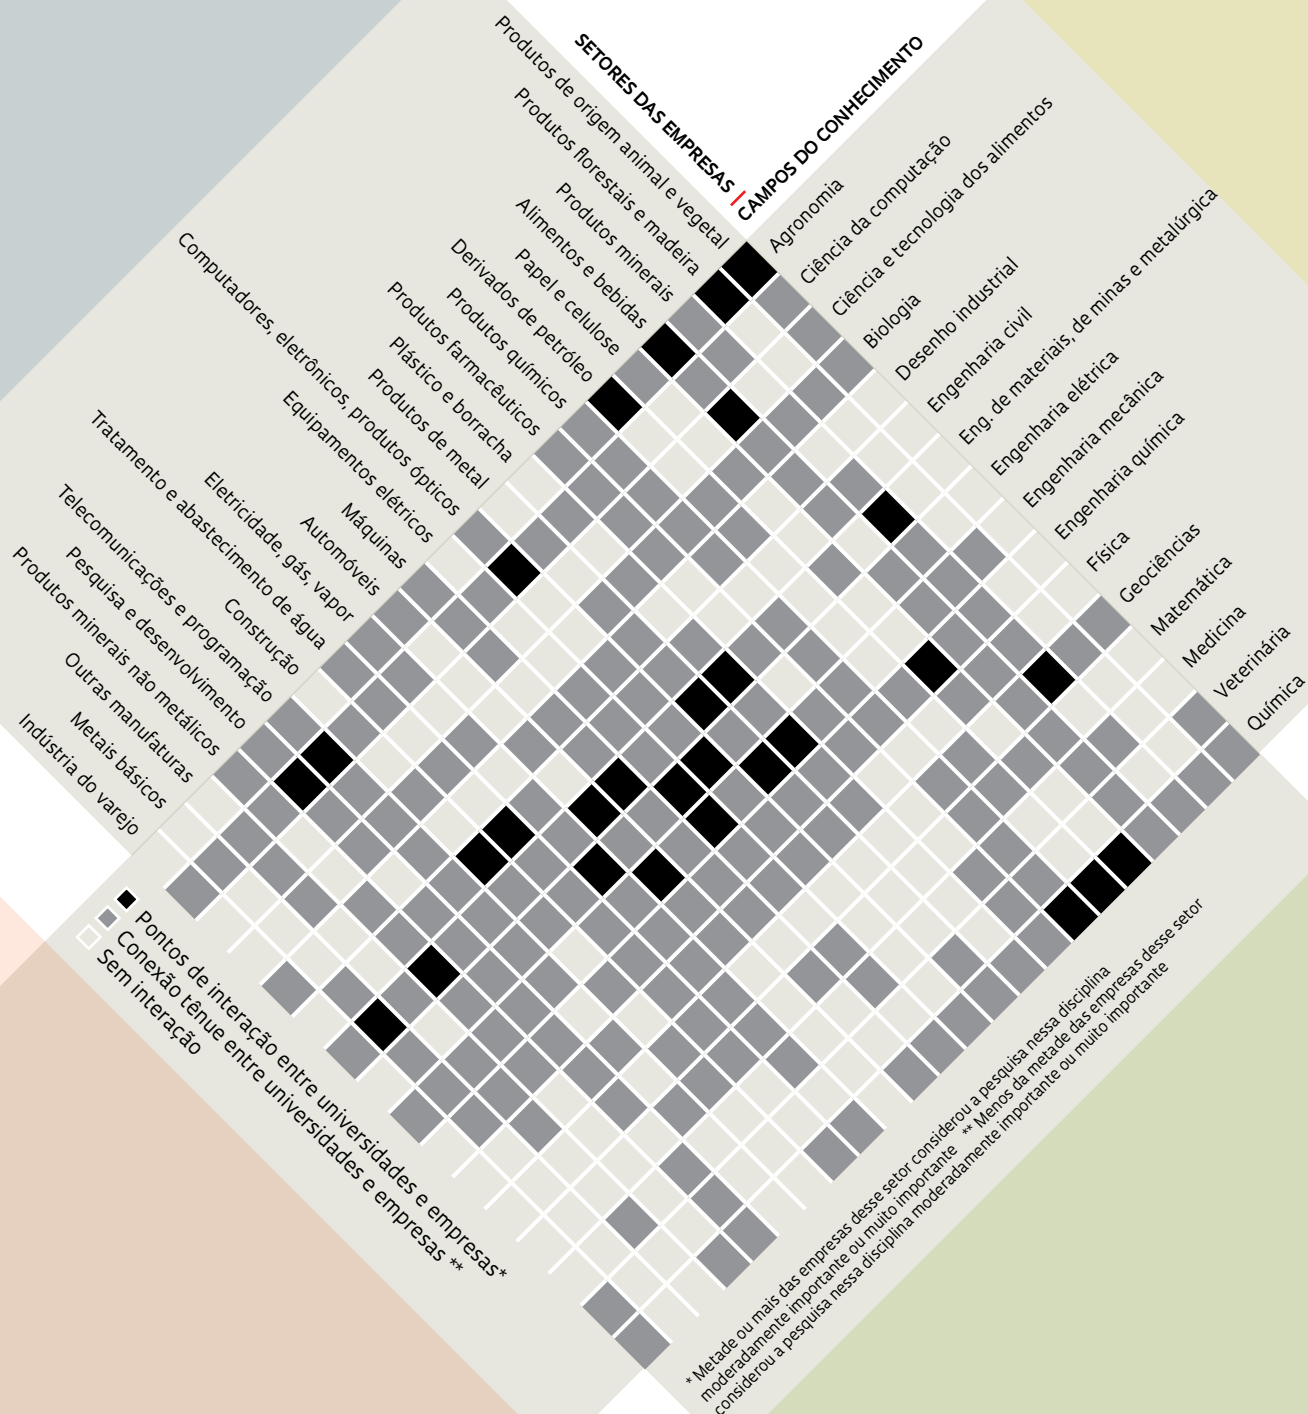 SETORES DAS EMPRESAS |
CAMPOS DO CONHECIMENTO
Produtos de origem animal e vegetal
Produtos florestais e madeira
Produtos minerais
Alimentos e bebidas
Papel e celulose
Derivados de petróleo
Produtos químicos
Produtos farmacêuticos
Plástico e borracha
Produtos de metal
Computadores, eletrônicos, produtos ópticos
Equipamentos elétricos
Máquinas
Automóveis
Eletricidade, gás, vapor
Tratamento e abastecimento de água
Construção
Telecomunicações e programação
Pesquisa e desenvolvimento
Produtos minerais não metálicos
Outras manufaturas
Metais básicos
Indústria do varejo
Agronomia
Ciência da computação
Ciência e tecnologia dos alimentos
Biologia
Desenho industrial
Engenharia civil
Eng. de materiais, de minas e metalúrgica
Engenharia elétrica
Engenharia mecânica
Engenharia química
Física
Geociências
Matemática
Medicina
Veterinária
Química
Pontos de interação entre universidades e empresas*
Conexão tênue entre universidades e empresas **
Sem interação
* Metade ou mais das empresas desse setor considerou a pesquisa nessa disciplina
moderadamente importante ou muito importante ** Menos da metade das empresas desse setor
considerou a pesquisa nessa disciplina moderadamente importante ou muito importante